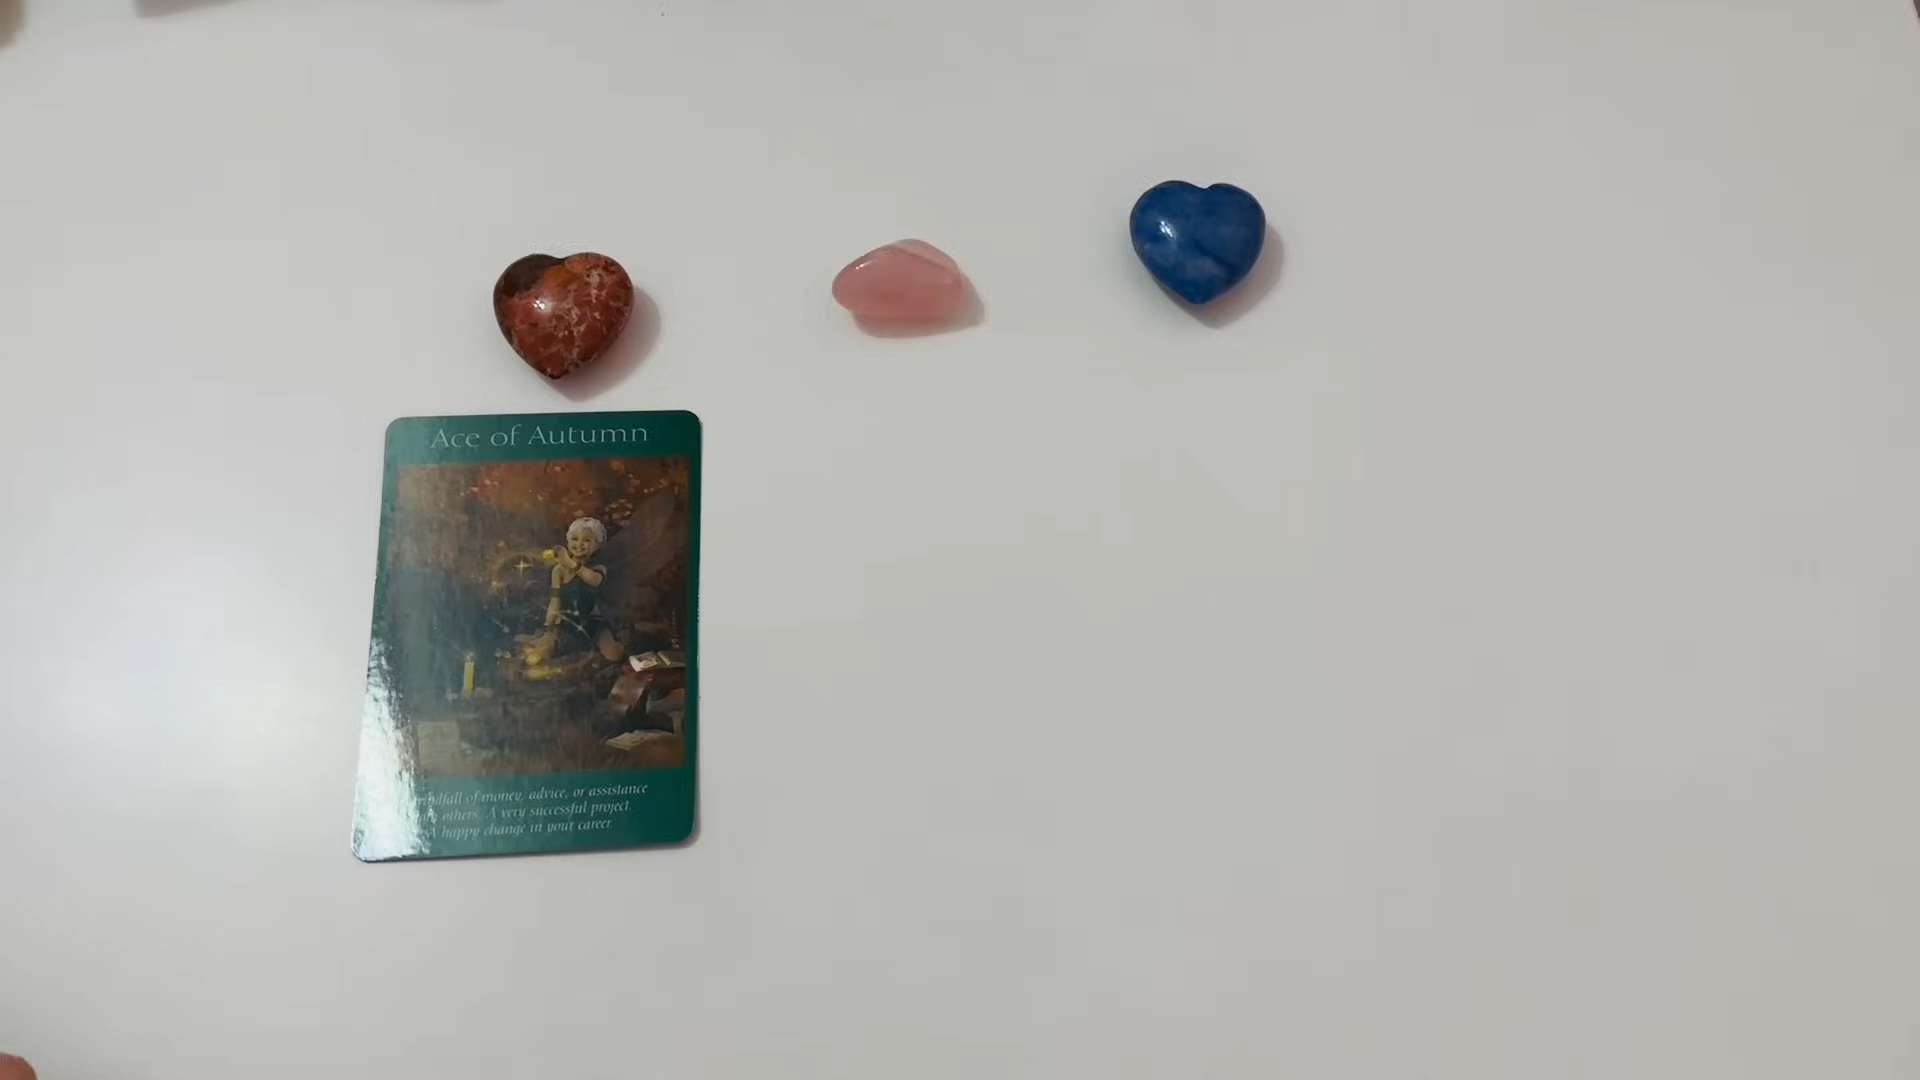 Ace of Autumn
windfall of money, advice, or assistance
others. A very successful project.
A happy change in your career.